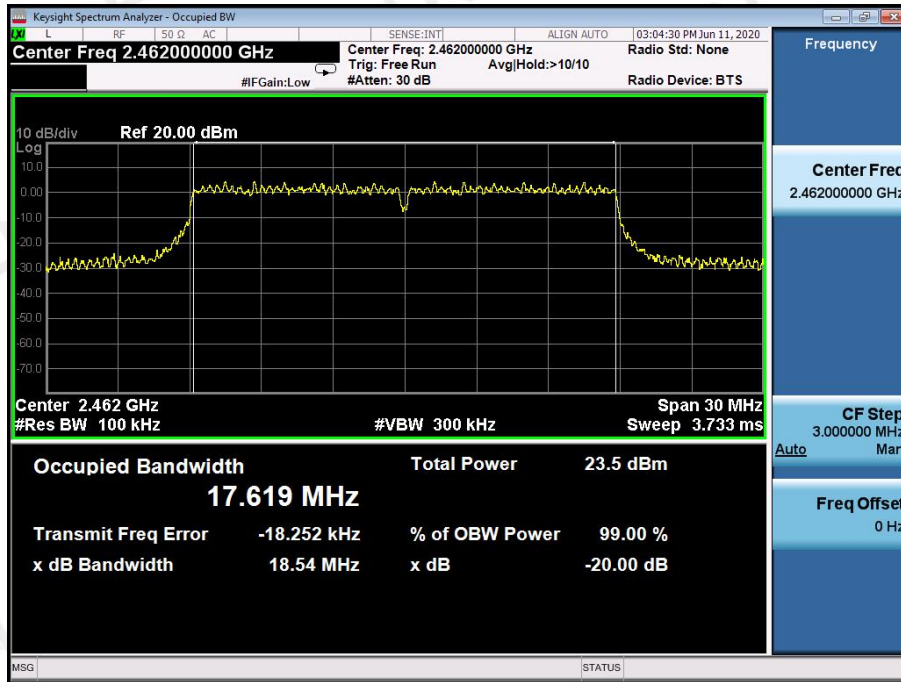 Keysight Spectrum Analyzer - Occupied BW
LXI L RF 50 Ω AC SENSE:INT ALIGN AUTO 03:04:30 PM Jun 11, 2020
Center Freq 2.462000000 GHz
Center Freq: 2.462000000 GHz Radio Std: None
Trig: Free Run Avg|Hold:>10/10
#IFGain:Low #Atten: 30 dB Radio Device: BTS
10 dB/div Ref 20.00 dBm
Log
10.0
0.00
-10.0
-20.0
-30.0
-40.0
-50.0
-60.0
-70.0
Center 2.462 GHz Span 30 MHz
#Res BW 100 kHz #VBW 300 kHz Sweep 3.733 ms
Occupied Bandwidth Total Power 23.5 dBm
17.619 MHz
Transmit Freq Error -18.252 kHz % of OBW Power 99.00 %
x dB Bandwidth 18.54 MHz x dB -20.00 dB
MSG STATUS
Frequency
Center Freq
2.462000000 GHz
CF Step
3.000000 MHz
Auto Man
Freq Offset
0 Hz